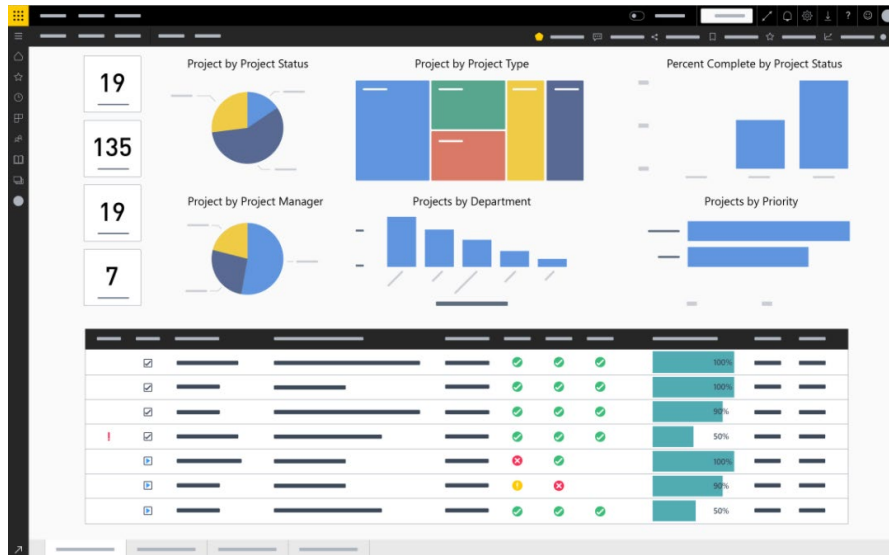 ?
19
Project by Project Status
Project by Project Type
Percent Complete by Project Status
135
19
Project by Project Manager
Projects by Department
Projects by Priority
7
100%
100%
90%
!
50%
100%
!
90%
50%